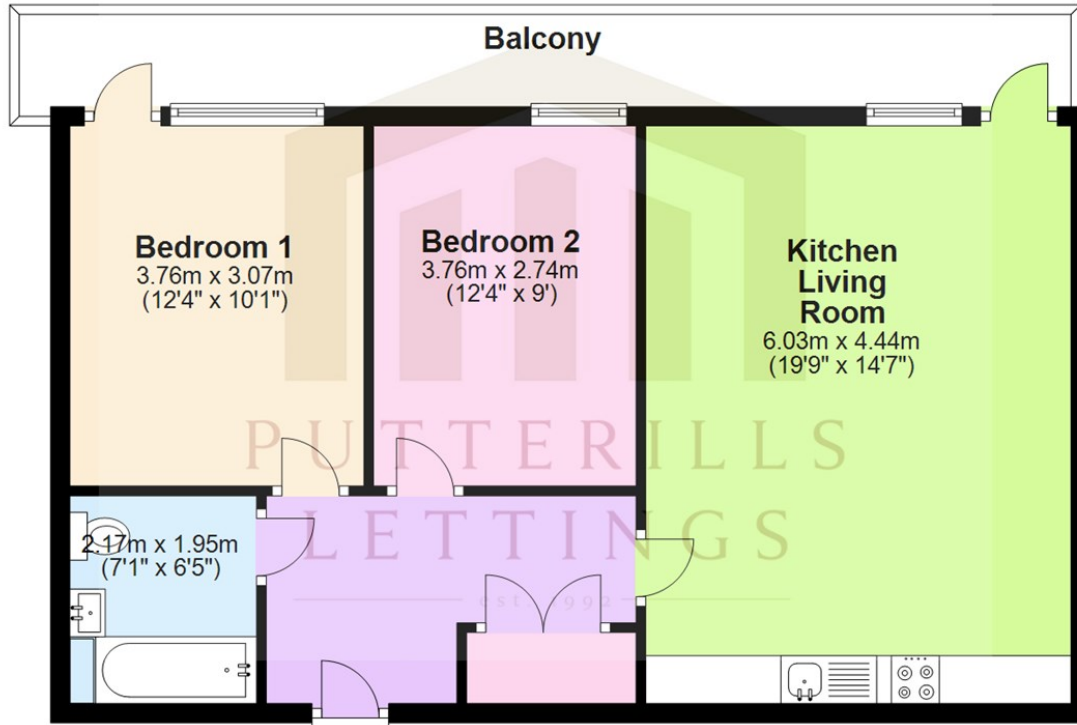 Balcony
Bedroom 1
3.76m x 3.07m
(12'4" x 10'1")
Bedroom 2
3.76m x 2.74m
(12'4" x 9')
Kitchen
Living
Room
6.03m x 4.44m
(19'9" x 14'7")
PUTTERILLS
LETTINGS
est. 1992
2.17m x 1.95m
(7'1" x 6'5")